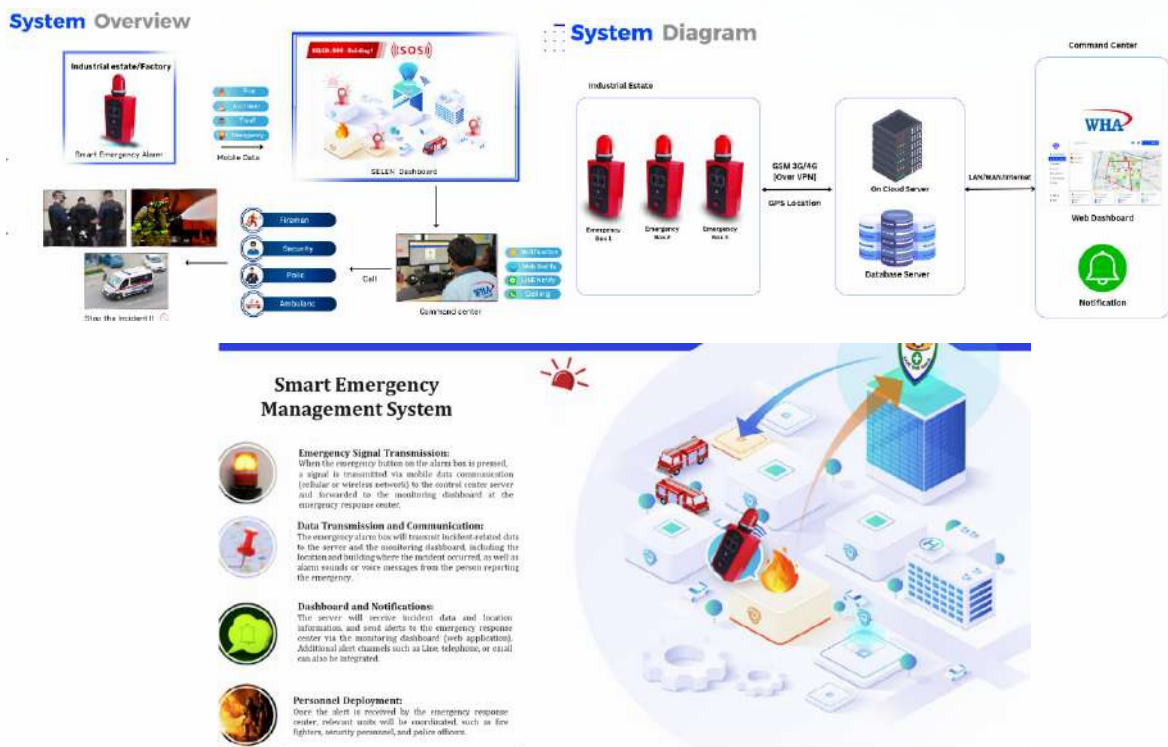 System Overview
Industrial estate/Factory
Smart Emergency Alarm
Emergency
Mobile Data
((SOS))
SELEN Dashboard
Fireman
Security
Polic
Ambulanc
Call
LINE Notify
Calling
WHA
Command center
Stop the Incident !!
System Diagram
Industrial Estate
Emergency
Box 1
Emergency
Box 2
Emergency
GSM 3G/4G
[Over VPN]
GPS Location
On Cloud Server
Database Server
LAN/WAN/Internet
Command Center
WHA
Web Dashboard
Notification
Smart Emergency
Management System
Emergency Signal Transmission:
When the emergency button on the alarm box is pressed,
a signal is transmitted via mobile data communication
(cellular or wireless network) to the control center server
and forwarded to the monitoring dashboard at the
emergency response center.
Data Transmission and Communication:
The emergency alarm box will transmit incident-related data
to the server and the monitoring dashboard, including the
location and building where the incident occurred, as well as
alarm sounds or voice messages from the person reporting
the emergency.
Dashboard and Notifications:
The server will receive incident data and location
information, and send alerts to the emergency response
center via the monitoring dashboard (web application).
Additional alert channels such as Line, telephone, or email
can also be integrated.
Personnel Deployment:
Once the alert is received by the emergency response
center, relevant units will be coordinated, such as fire
fighters, security personnel, and police officers.
H